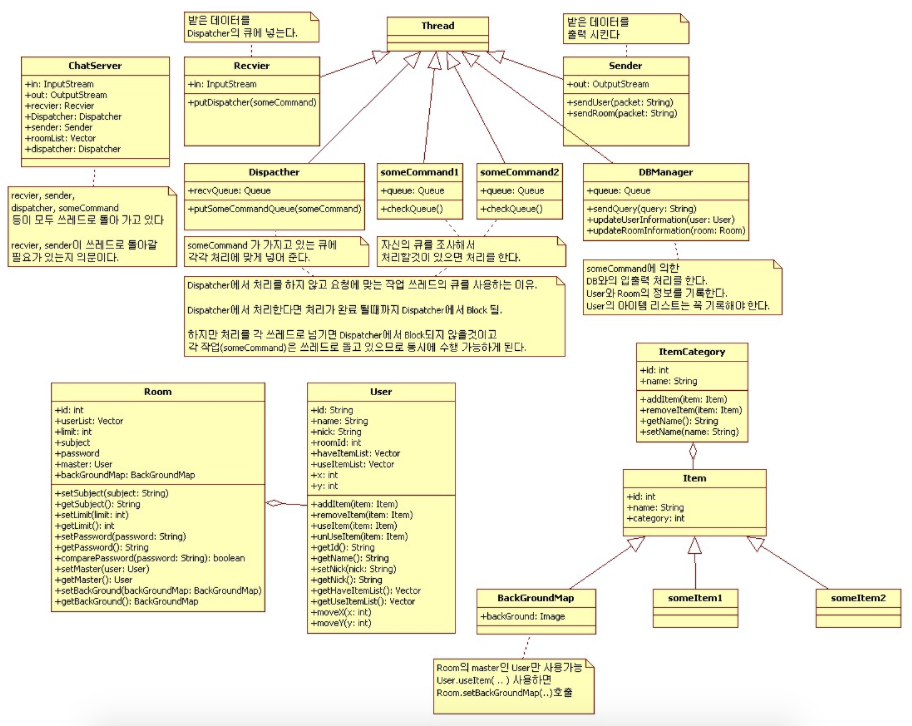 받은 데이터를
Dispatcher의 큐에 넣는다.
Thread
받은 데이터를
출력 시킨다
ChatServer
+in: InputStream
+out: OutputStream
+recvier: Recvier
+Dispatcher: Dispatcher
+sender: Sender
+roomList: Vector
+dispatcher: Dispatcher
Recvier
+in: InputStream
+putDispatcher(someCommand)
Sender
+out: OutputStream
+sendUser(packet: String)
+sendRoom(packet: String)
recvier, sender,
dispatcher, someCommand
등이 모두 쓰레드로 돌아 가고 있다
recvier, sender이 쓰레드로 돌아갈
필요가 있는지 의문이다.
Dispacther
+recvQueue: Queue
+putSomeCommandQueue(someCommand)
someCommand1
+queue: Queue
+checkQueue()
someCommand2
+queue: Queue
+checkQueue()
DBManager
+queue: Queue
+sendQuery(query: String)
+updateUserInformation(user: User)
+updateRoomInformation(room: Room)
someCommand 가 가지고 있는 큐에
각각 처리에 맞게 넣어 준다.
자신의 큐를 조사해서
처리할것이 있으면 처리를 한다.
someCommand에 의한
DB와의 입출력 처리를 한다.
User와 Room의 정보를 기록한다.
User의 아이템 리스트는 꼭 기록해야 한다.
Dispatcher에서 처리를 하지 않고 요청에 맞는 작업 쓰레드의 큐를 사용하는 이유.
Dispatcher에서 처리한다면 처리가 완료 될때까지 Dispatcher에서 Block 됨.
하지만 처리를 각 쓰레드로 넘기면 Dispatcher에서 Block되지 않을것이고
각 작업(someCommand)은 쓰레드로 돌고 있으므로 동시에 수행 가능하게 된다.
Room
+id: int
+userList: Vector
+limit: int
+subject
+password
+master: User
+backGroundMap: BackGroundMap
+setSubject(subject: String)
+getSubject(): String
+setLimit(limit: int)
+getLimit(): int
+setPassword(password: String)
+getPassword(): String
+comparePassword(password: String): boolean
+setMaster(user: User)
+getMaster(): User
+setBackGround(backGroundMap: BackGroundMap)
+getBackGround(): BackGroundMap
User
+id: String
+name: String
+nick: String
+roomId: int
+haveItemList: Vector
+useItemList: Vector
+x: int
+y: int
+addItem(item: Item)
+removeItem(item: Item)
+useItem(item: Item)
+unUseItem(item: Item)
+getId(): String
+getName(): String
+setNick(nick: String)
+getNick(): String
+getHaveItemList(): Vector
+getUseItemList(): Vector
+moveX(x: int)
+moveY(y: int)
ItemCategory
+id: int
+name: String
+addItem(item: Item)
+removeItem(item: Item)
+getName(): String
+setName(name: String)
Item
+id: int
+name: String
+category: int
BackGroundMap
+backGround: Image
someItem1
someItem2
Room의 master인 User만 사용가능
User.useItem( .. ) 사용하면
Room.setBackGroundMap(..)호출